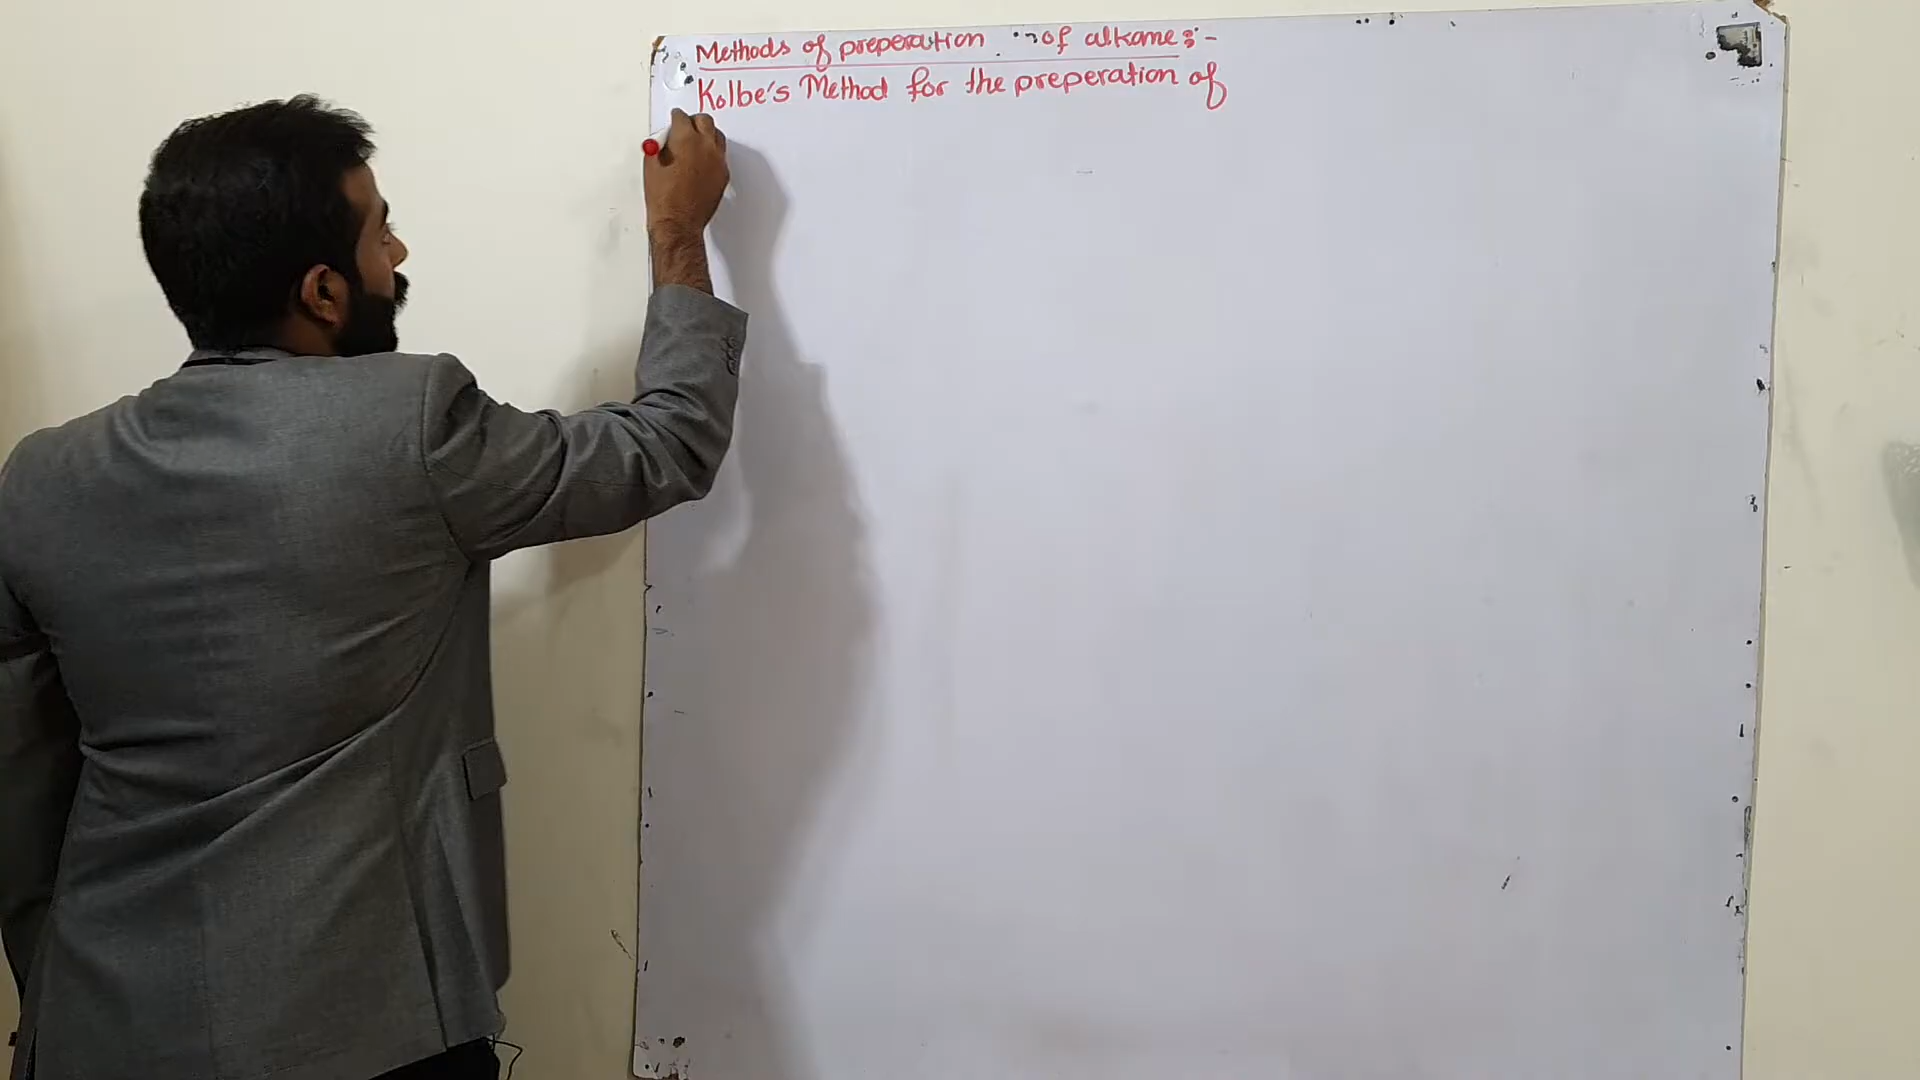 Methods of preperation of alkane:-
Kolbe's Method for the preperation of